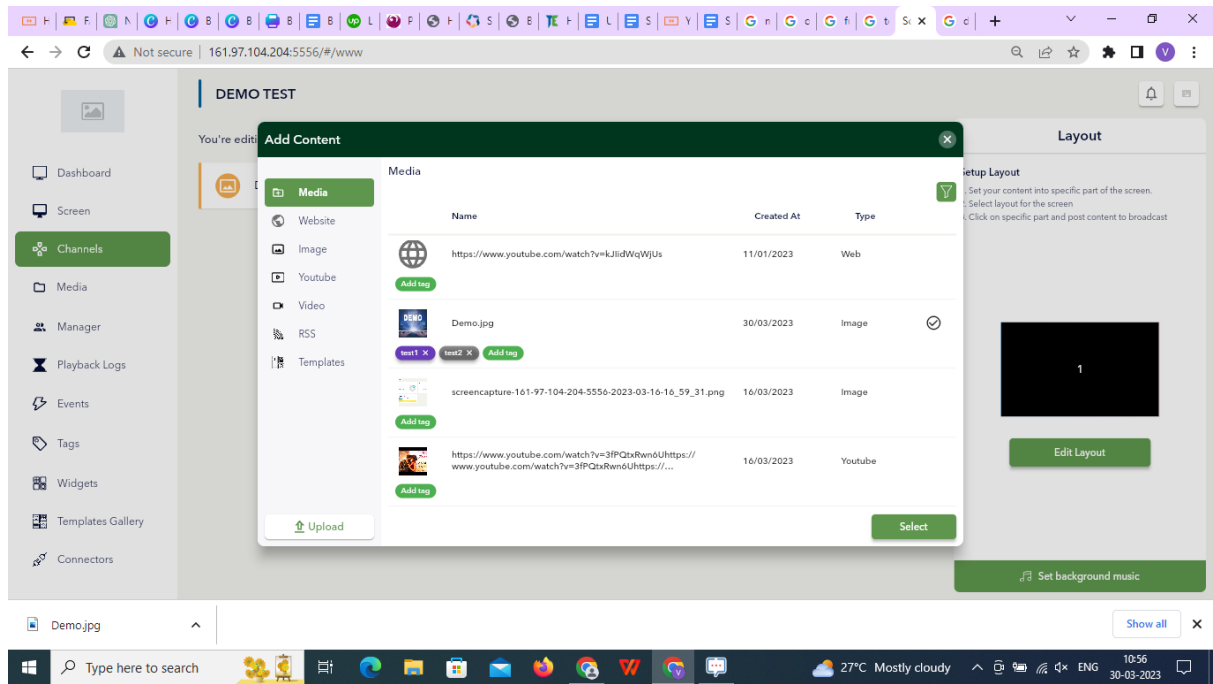 Not secure | 161.97.104.204:5556/#/www
V
DEMO TEST
You're editi
Dashboard
Screen
Channels
Media
Manager
Playback Logs
Events
Tags
Widgets
Templates Gallery
Connectors
Add Content
Media
Website
Image
Youtube
Video
RSS
Templates
Upload
Media
Name Created At Type
https://www.youtube.com/watch?v=kJIidWqWjUs 11/01/2023 Web
Add tag
DEMO
Demo.jpg 30/03/2023 Image
test1 X test2 X Add tag
screencapture-161-97-104-204-5556-2023-03-16-16_59_31.png 16/03/2023 Image
Add tag
https://www.youtube.com/watch?v=3fPQtxRwn6Uhttps://
www.youtube.com/watch?v=3fPQtxRwn6Uhttps://... 16/03/2023 Youtube
Add tag
Select
Layout
etup Layout
. Set your content into specific part of the screen.
. Select layout for the screen
. Click on specific part and post content to broadcast
1
Edit Layout
Set background music
Demo.jpg
Show all
Type here to search
27°C Mostly cloudy
ENG
10:56
30-03-2023